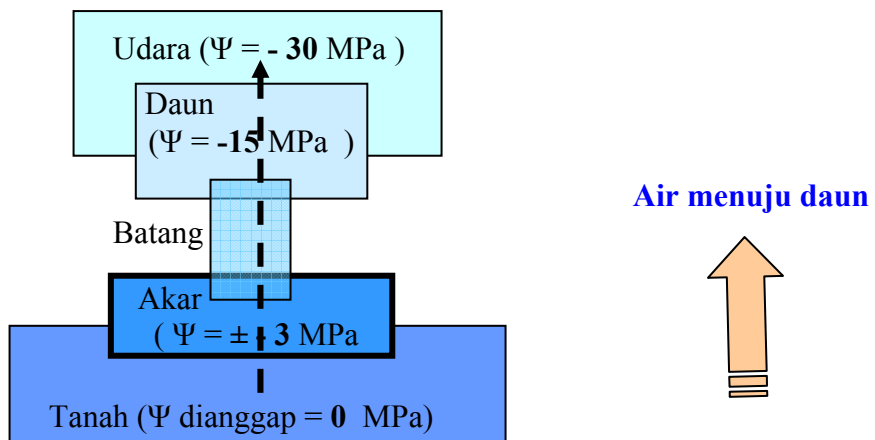 Udara (Ψ = - 30 MPa )
Daun
(Ψ = -15 MPa )
Air menuju daun
Batang
Akar
( Ψ = ± - 3 MPa
Tanah (Ψ dianggap = 0 MPa)